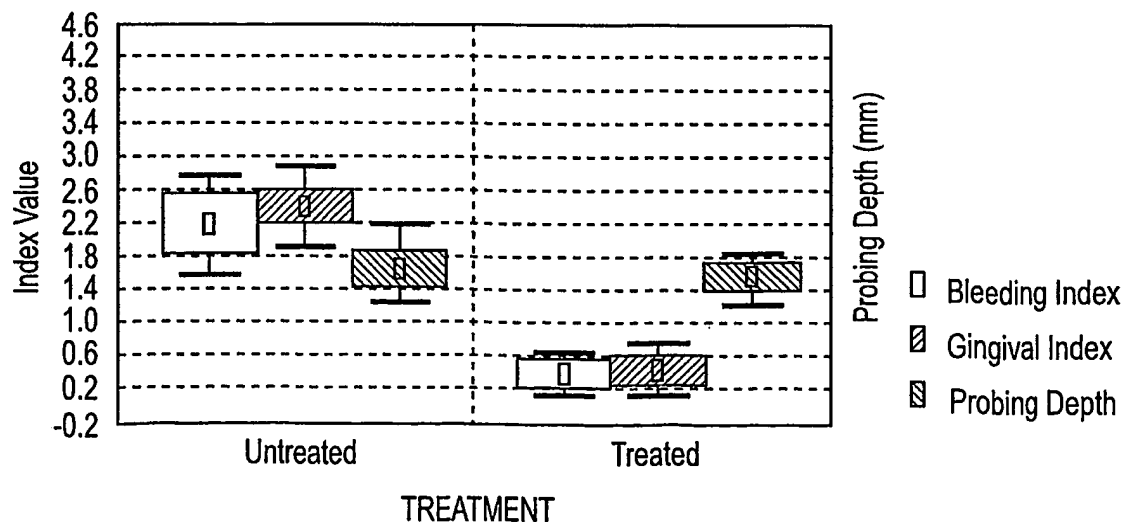 4.6
4.2
3.8
3.4
3.0
2.6
2.2
1.8
1.4
1.0
0.6
0.2
-0.2
Index Value
Probing Depth (mm)
Untreated
Treated
TREATMENT
Bleeding Index
Gingival Index
Probing Depth